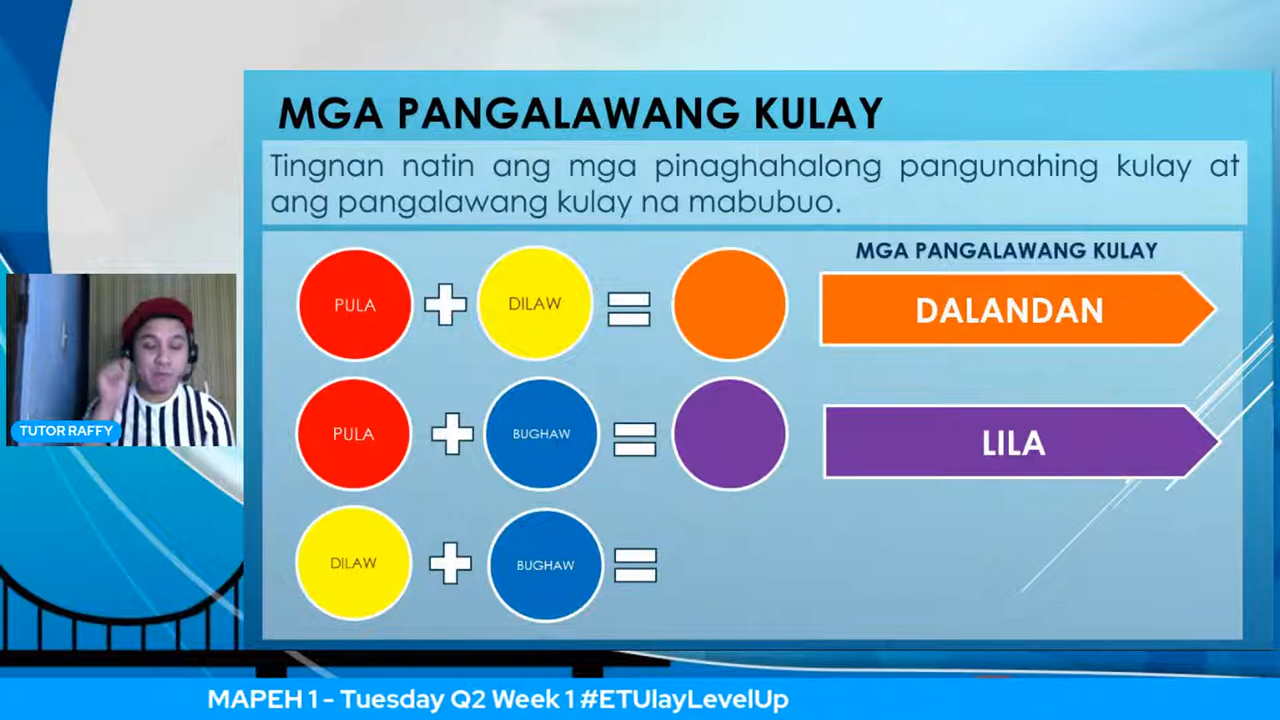 MGA PANGALAWANG KULAY
Tingnan natin ang mga pinaghahalong pangunahing kulay at
ang pangalawang kulay na mabubuo.
MGA PANGALAWANG KULAY
PULA + DILAW = DALANDAN
PULA + BUGHAW = LILA
DILAW + BUGHAW =
TUTOR RAFFY
MAPEH 1 - Tuesday Q2 Week 1 #ETUlayLevelUp